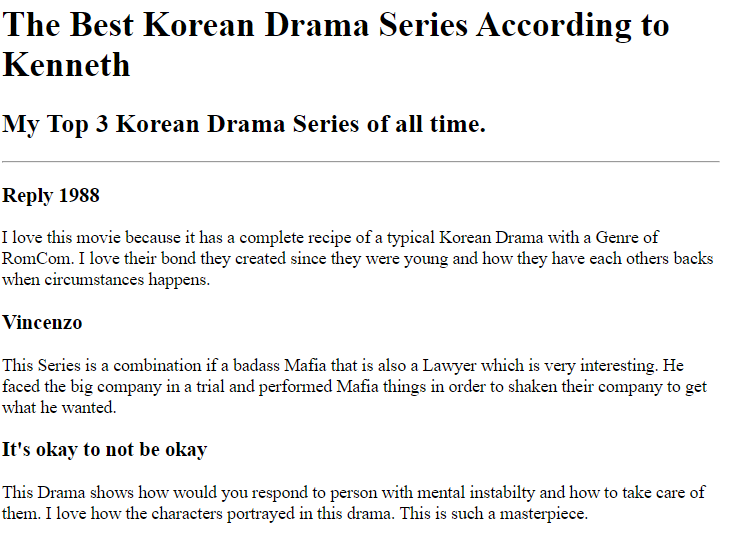 The Best Korean Drama Series According to
Kenneth
My Top 3 Korean Drama Series of all time.
Reply 1988
I love this movie because it has a complete recipe of a typical Korean Drama with a Genre of
RomCom. I love their bond they created since they were young and how they have each others backs
when circumstances happens.
Vincenzo
This Series is a combination if a badass Mafia that is also a Lawyer which is very interesting. He
faced the big company in a trial and performed Mafia things in order to shaken their company to get
what he wanted.
It's okay to not be okay
This Drama shows how would you respond to person with mental instabilty and how to take care of
them. I love how the characters portrayed in this drama. This is such a masterpiece.